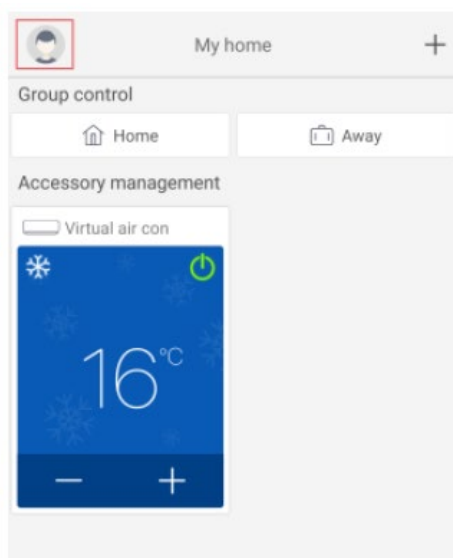 My home
Group control
Home
Away
Accessory management
Virtual air con
16°C